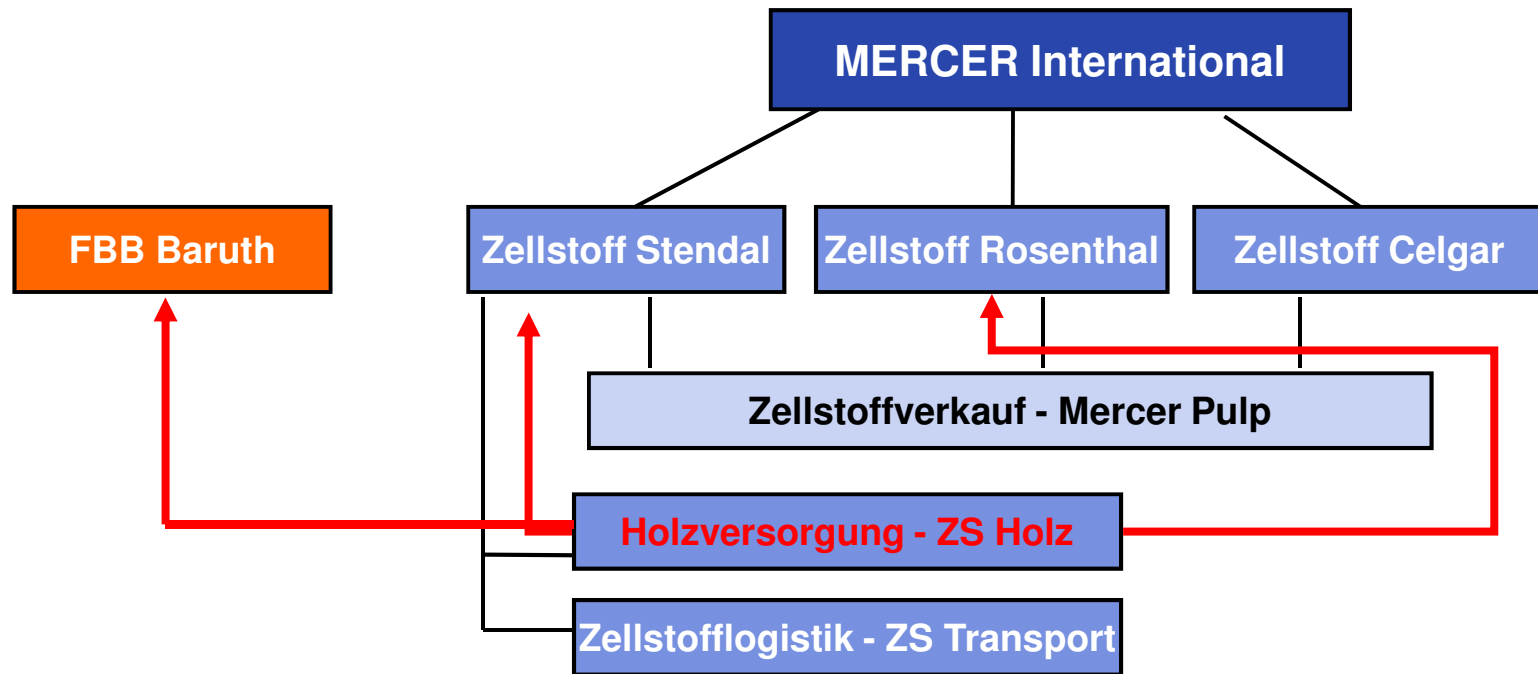 MERCER International
FBB Baruth
Zellstoff Stendal
Zellstoff Rosenthal
Zellstoff Celgar
Zellstoffverkauf - Mercer Pulp
Holzversorgung - ZS Holz
Zellstofflogistik - ZS Transport